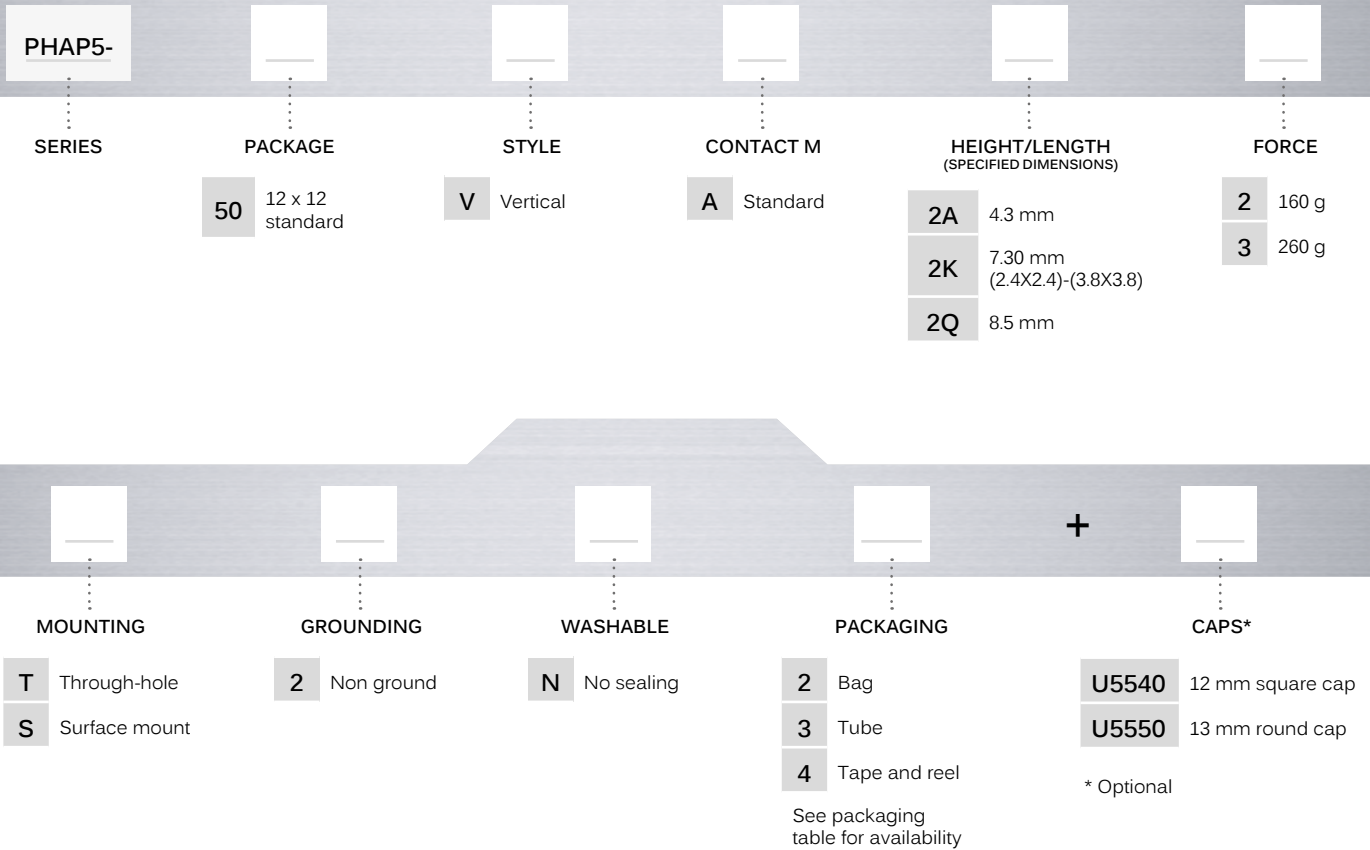 PHAP5-
SERIES
PACKAGE
50
12 x 12
standard
STYLE
V
Vertical
CONTACT M
A
Standard
HEIGHT/LENGTH
(SPECIFIED DIMENSIONS)
2A
4.3 mm
2K
7.30 mm
(2.4X2.4)-(3.8X3.8)
2Q
8.5 mm
FORCE
2
160 g
3
260 g
+
MOUNTING
T
Through-hole
S
Surface mount
GROUNDING
2
Non ground
WASHABLE
N
No sealing
PACKAGING
2
Bag
3
Tube
4
Tape and reel
See packaging
table for availability
CAPS*
U5540
12 mm square cap
U5550
13 mm round cap
* Optional